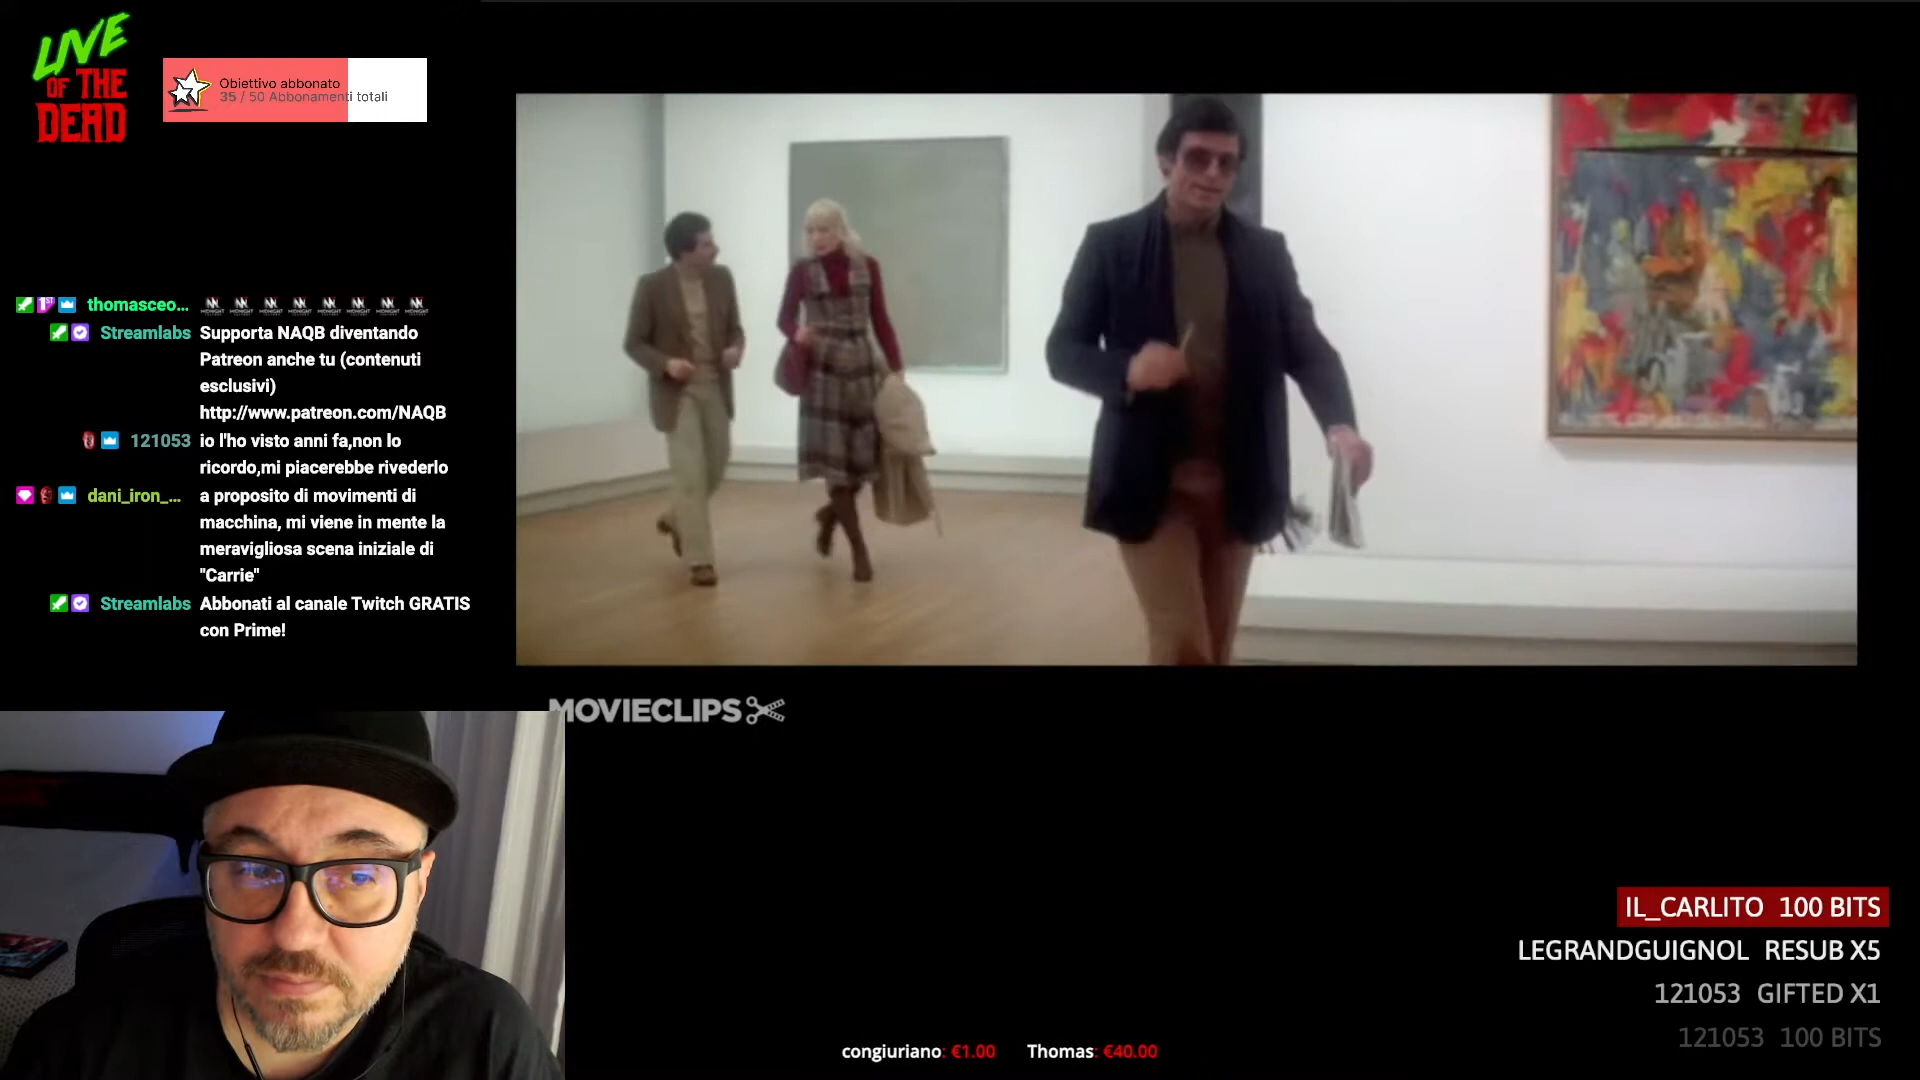 LIVE
OF THE
DEAD
Obiettivo abbonato
35 / 50 Abbonamenti totali
thomasceo...
Streamlabs Supporta NAQB diventando
Patreon anche tu (contenuti
esclusivi)
http://www.patreon.com/NAQB
121053 io l'ho visto anni fa,non lo
ricordo,mi piacerebbe rivederlo
dani_iron_... a proposito di movimenti di
macchina, mi viene in mente la
meravigliosa scena iniziale di
"Carrie"
Streamlabs Abbonati al canale Twitch GRATIS
con Prime!
MOVIECLIPS
IL_CARLITO 100 BITS
LEGRANDGUIGNOL RESUB X5
121053 GIFTED X1
121053 100 BITS
congiuriano: €1.00 Thomas: €40.00